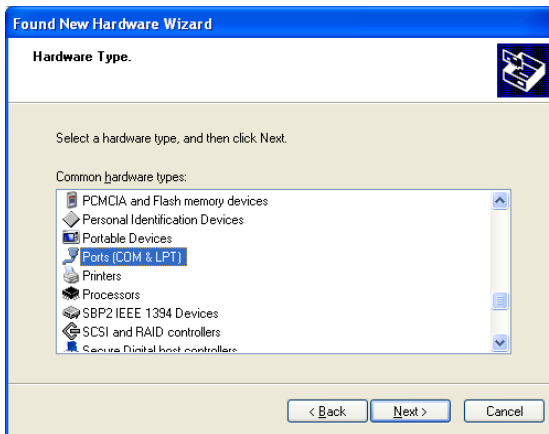 Found New Hardware Wizard
Hardware Type.
Select a hardware type, and then click Next.
Common hardware types:
PCMCIA and Flash memory devices
Personal Identification Devices
Portable Devices
Ports (COM & LPT)
Printers
Processors
SBP2 IEEE 1394 Devices
SCSI and RAID controllers
Secure Digital host controllers
< Back Next > Cancel